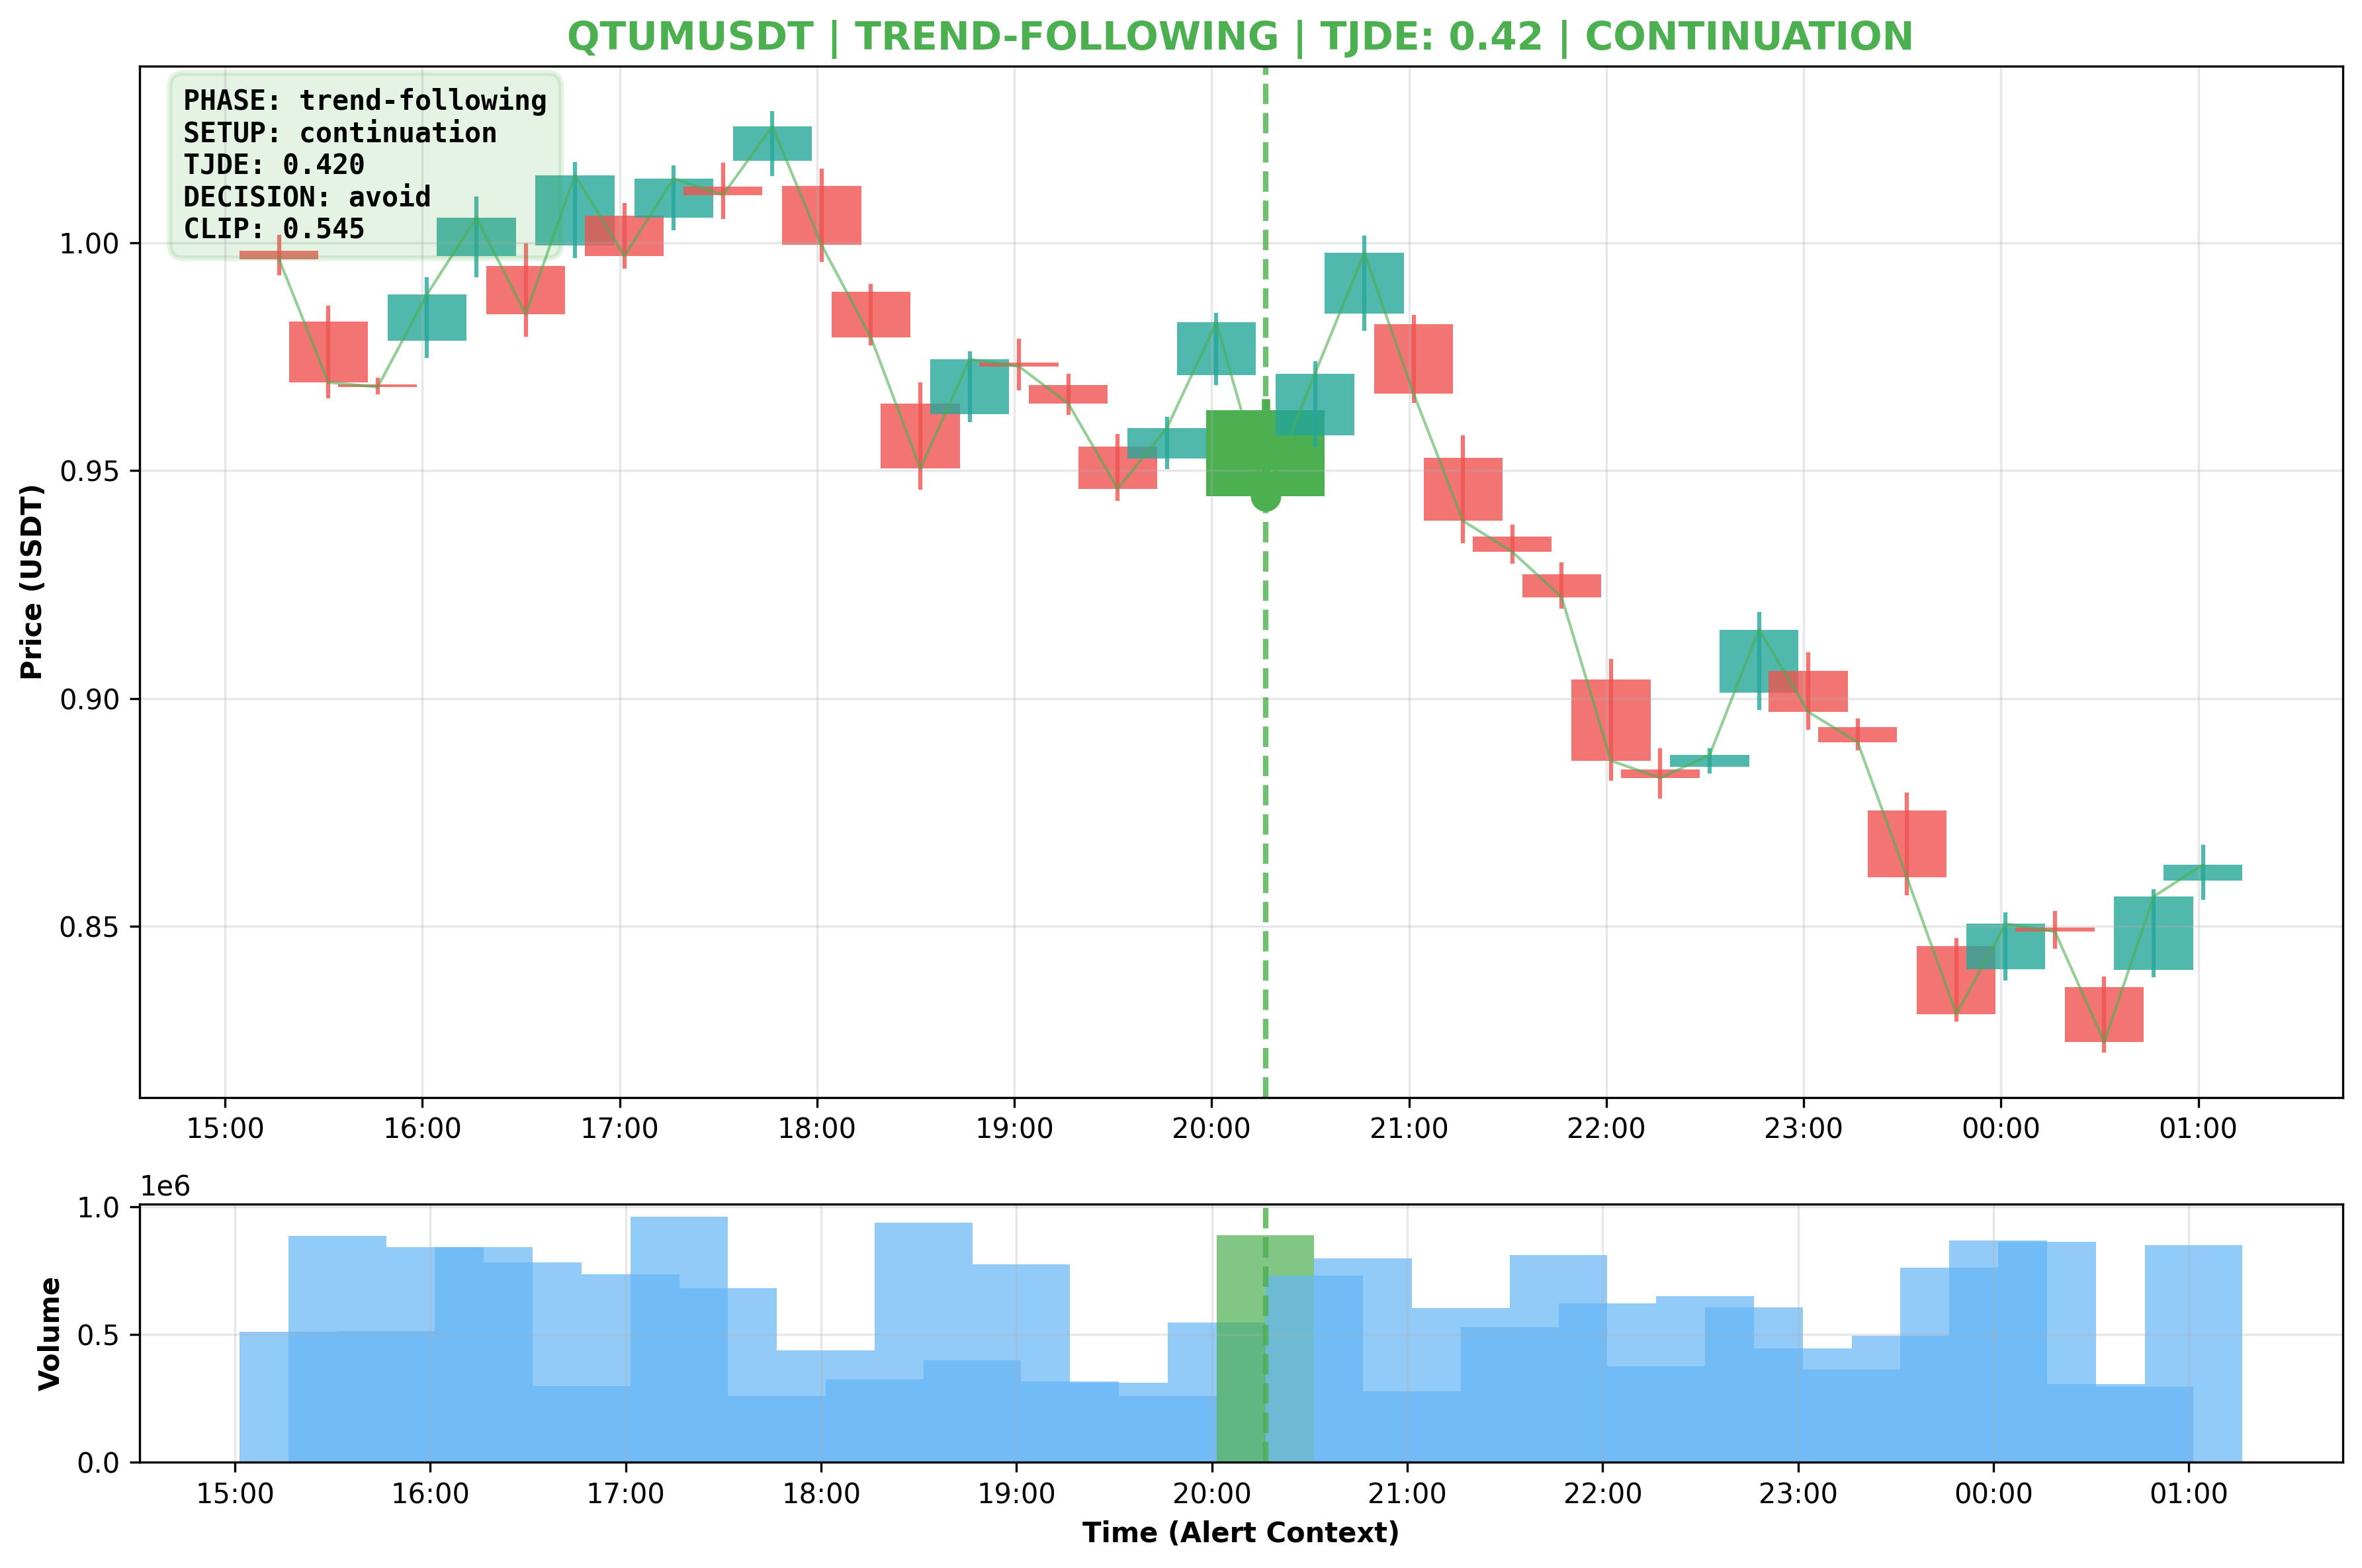 QTUMUSDT | TREND-FOLLOWING | TJDE: 0.42 | CONTINUATION
PHASE: trend-following
SETUP: continuation
TJDE: 0.420
DECISION: avoid
CLIP: 0.545
Price (USDT)
1.00
0.95
0.90
0.85
15:00 16:00 17:00 18:00 19:00 20:00 21:00 22:00 23:00 00:00 01:00
1e6
Volume
1.0
0.5
0.0
15:00 16:00 17:00 18:00 19:00 20:00 21:00 22:00 23:00 00:00 01:00
Time (Alert Context)